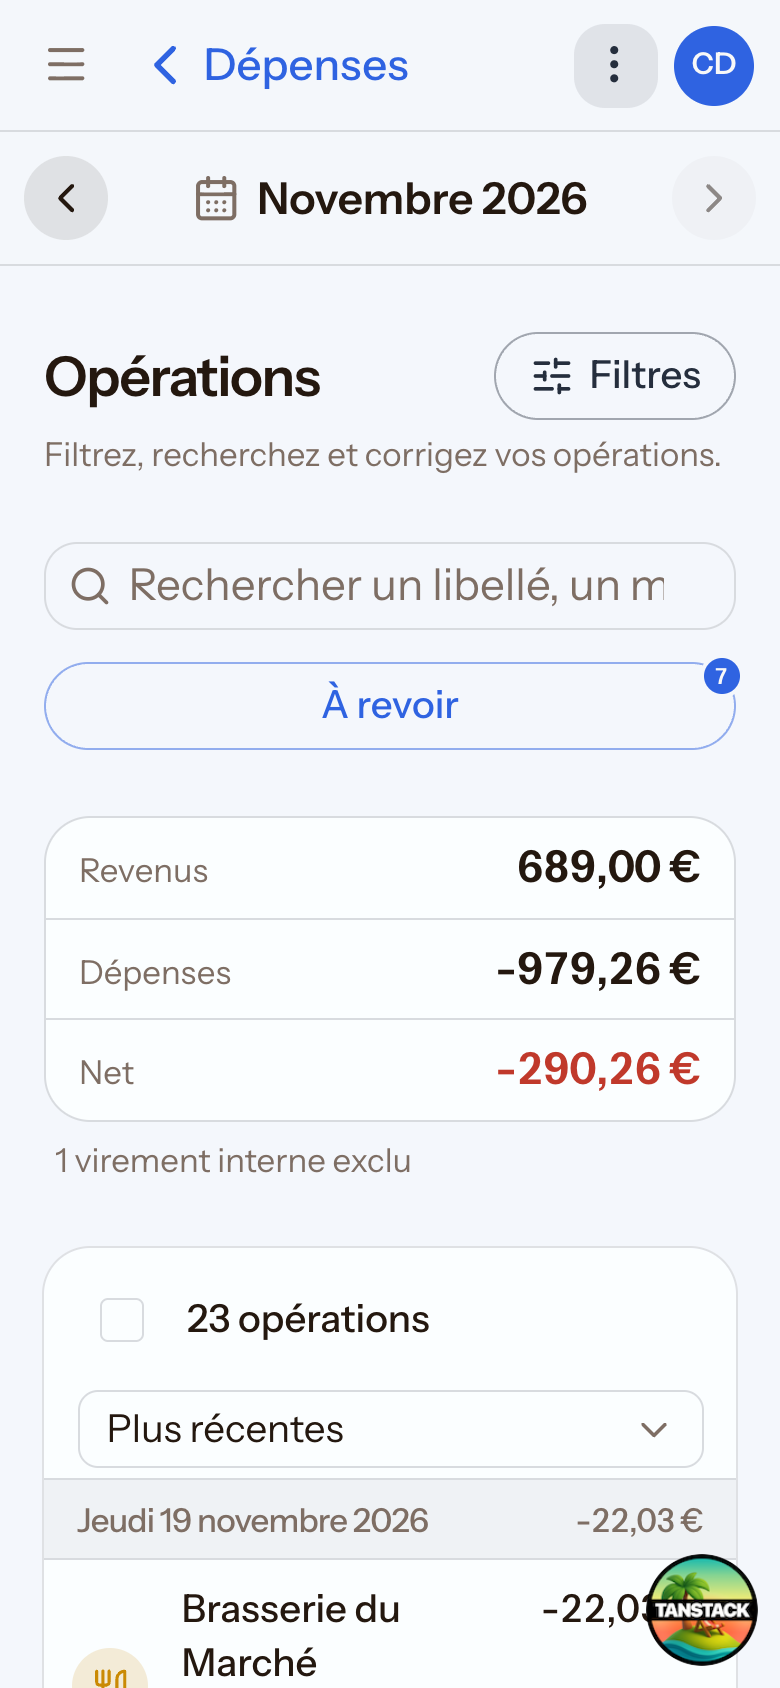 Dépenses
CD
Novembre 2026
Opérations
Filtres
Filtrez, recherchez et corrigez vos opérations.
Rechercher un libellé, un
À revoir
7
Revenus 689,00 €
Dépenses -979,26 €
Net -290,26 €
1 virement interne exclu
23 opérations
Plus récentes
Jeudi 19 novembre 2026 -22,03 €
Brasserie du
Marché
TANSTACK